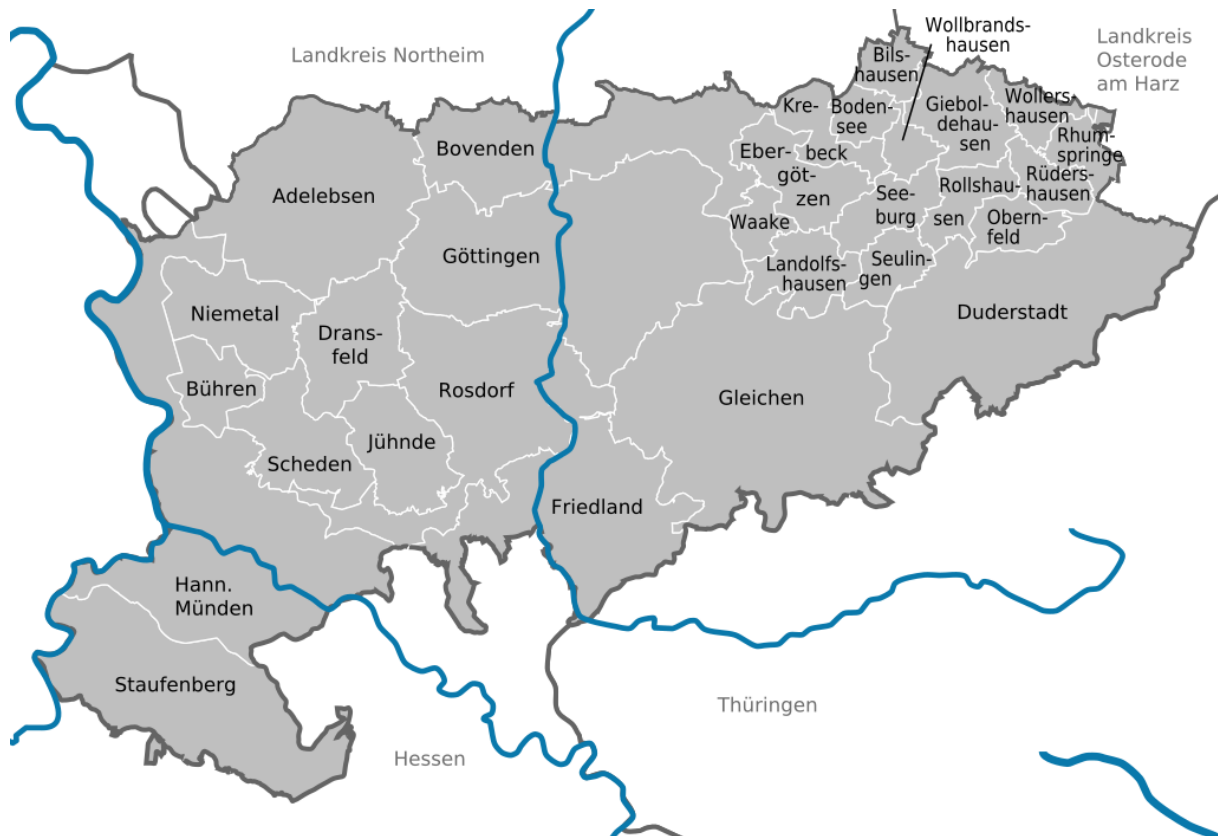 Landkreis Northeim
Wollbrands-
hausen
Landkreis
Osterode
am Harz
Bils-
hausen
Kre-
beck
Boden-
see
Giebol-
dehau-
sen
Wollers-
hausen
Rhum-
springe
Bovenden
Adelebsen
Eber-
göt-
zen
Rollshau-
sen
Rüders-
hausen
See-
burg
Waake
Obern-
feld
Göttingen
Landolfs-
hausen
Seulin-
gen
Niemetal
Drans-
feld
Duderstadt
Bühren
Rosdorf
Gleichen
Jühnde
Scheden
Friedland
Hann.
Münden
Staufenberg
Thüringen
Hessen